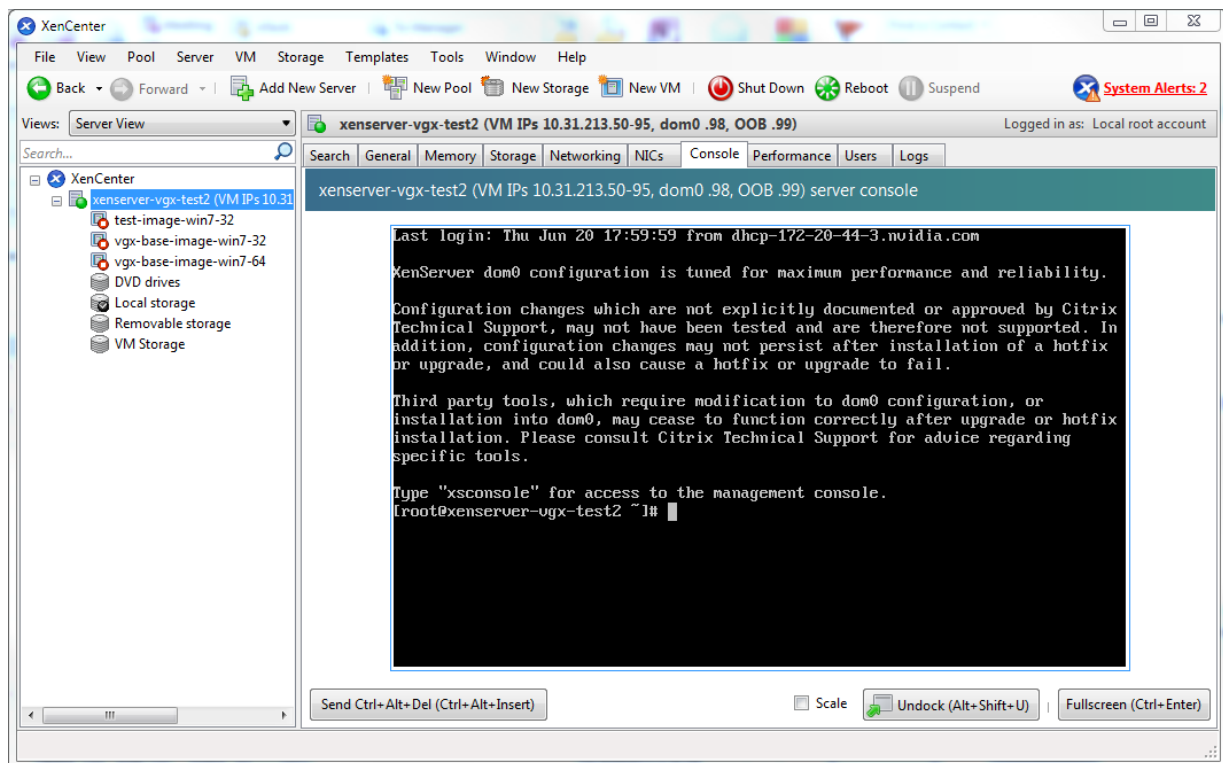 XenCenter
File View Pool Server VM Storage Templates Tools Window Help
Back Forward Add New Server New Pool New Storage New VM Shut Down Reboot Suspend System Alerts: 2
Views: Server View xenserver-vgx-test2 (VM IPs 10.31.213.50-95, dom0 .98, OOB .99) Logged in as: Local root account
Search... Search General Memory Storage Networking NICs Console Performance Users Logs
XenCenter
xenserver-vgx-test2 (VM IPs 10.31
test-image-win7-32
vgx-base-image-win7-32
vgx-base-image-win7-64
DVD drives
Local storage
Removable storage
VM Storage
xenserver-vgx-test2 (VM IPs 10.31.213.50-95, dom0 .98, OOB .99) server console
Last login: Thu Jun 20 17:59:59 from dhcp-172-20-44-3.nvidia.com
XenServer dom0 configuration is tuned for maximum performance and reliability.
Configuration changes which are not explicitly documented or approved by Citrix
Technical Support, may not have been tested and are therefore not supported. In
addition, configuration changes may not persist after installation of a hotfix
or upgrade, and could also cause a hotfix or upgrade to fail.
Third party tools, which require modification to dom0 configuration, or
installation into dom0, may cease to function correctly after upgrade or hotfix
installation. Please consult Citrix Technical Support for advice regarding
specific tools.
Type "xsconsole" for access to the management console.
[root@xenserver-vgx-test2 ~]#
Send Ctrl+Alt+Del (Ctrl+Alt+Insert) Scale Undock (Alt+Shift+U) Fullscreen (Ctrl+Enter)